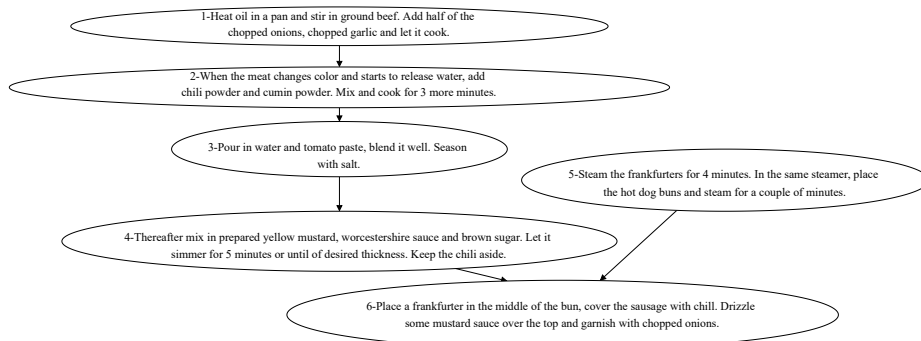 1-Heat oil in a pan and stir in ground beef. Add half of the
chopped onions, chopped garlic and let it cook.
2-When the meat changes color and starts to release water, add
chili powder and cumin powder. Mix and cook for 3 more minutes.
3-Pour in water and tomato paste, blend it well. Season
with salt.
5-Steam the frankfurters for 4 minutes. In the same steamer, place
the hot dog buns and steam for a couple of minutes.
4-Thereafter mix in prepared yellow mustard, worcestershire sauce and brown sugar. Let it
simmer for 5 minutes or until of desired thickness. Keep the chili aside.
6-Place a frankfurter in the middle of the bun, cover the sausage with chill. Drizzle
some mustard sauce over the top and garnish with chopped onions.